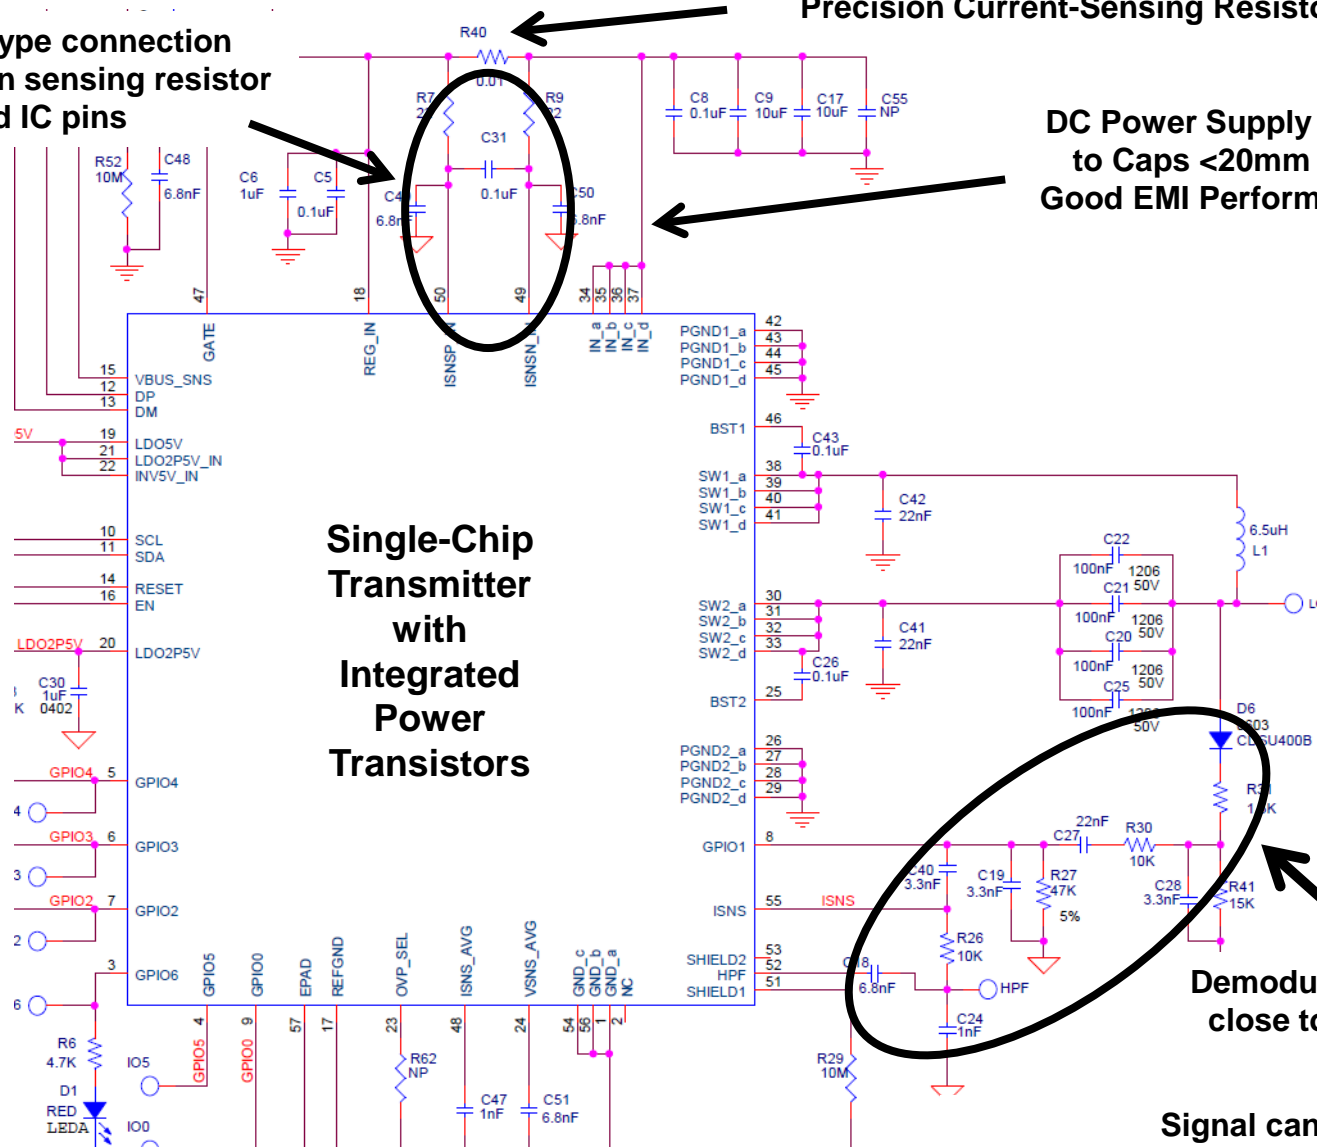 Precision Current-Sensing
R40
0.01
ype connection
n sensing resistor
d IC pins
R7
R9
C31
0.1uF
C8
0.1uF
C9
10uF
C17
10uF
C55
NP
DC Power Supply
to Caps <20mm
Good EMI
R52
10M
C48
6.8nF
C6
1uF
C5
0.1uF
C50
6.8nF
47
18
50
49
34
35
36
37
GATE
REG_IN
ISNSP_IN
ISNSN_IN
IN_a
IN_b
IN_c
IN_d
15
VBUS_SNS
12
DP
13
DM
5V
19
LDO5V
21
LDO2P5V_IN
22
INV5V_IN
10
SCL
11
SDA
14
RESET
16
EN
LDO2P5V
20
LDO2P5V
C30
1uF
K
0402
GPIO4
5
GPIO4
4
GPIO3
6
GPIO3
3
GPIO2
7
GPIO2
2
3
GPIO6
6
Single-Chip
Transmitter
with
Integrated
Power
Transistors
PGND1_a
42
PGND1_b
43
PGND1_c
44
PGND1_d
45
BST1
46
C43
0.1uF
SW1_a
38
SW1_b
39
SW1_c
40
SW1_d
41
C42
22nF
6.5uH
L1
SW2_a
30
SW2_b
31
SW2_c
32
SW2_d
33
C41
22nF
C26
0.1uF
BST2
25
C22
100nF
1206
50V
C21
100nF
1206
50V
C20
100nF
1206
50V
C25
100nF
1206
50V
PGND2_a
26
PGND2_b
27
PGND2_c
28
PGND2_d
29
D6
CDSU400B
GPIO1
8
C40
3.3nF
C19
3.3nF
R27
47K
5%
C27
22nF
R30
10K
C28
3.3nF
R41
15K
ISNS
55
ISNS
R26
10K
SHIELD2
53
HPF
52
SHIELD1
51
C18
6.8nF
HPF
C24
1nF
R29
10M
close
Signal can
GPIO5
GPIO0
EPAD
REFGND
OVP_SEL
ISNS_AVG
VSNS_AVG
GND_c
GND_b
GND_a
NC
4
9
57
17
23
48
24
54
56
1
2
GPIO5
GPIO0
R6
4.7K
IO5
D1
RED
LEDA
IO0
R62
NP
C47
1nF
C51
6.8nF